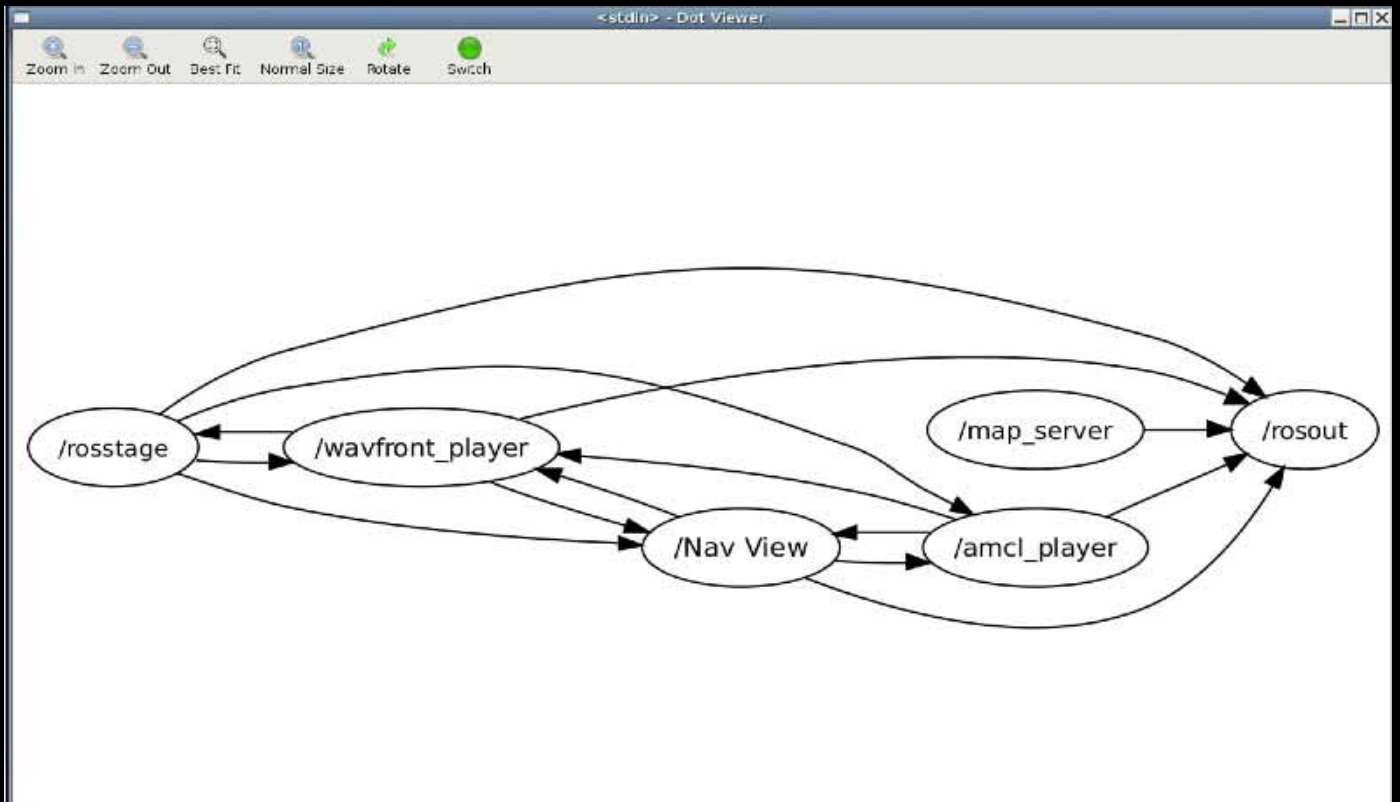 <stdin> - Dot Viewer
Zoom In Zoom Out Best Fit Normal Size Rotate Switch
/rosstage
/wavfront_player
/map_server
/rosout
/Nav View
/amcl_player